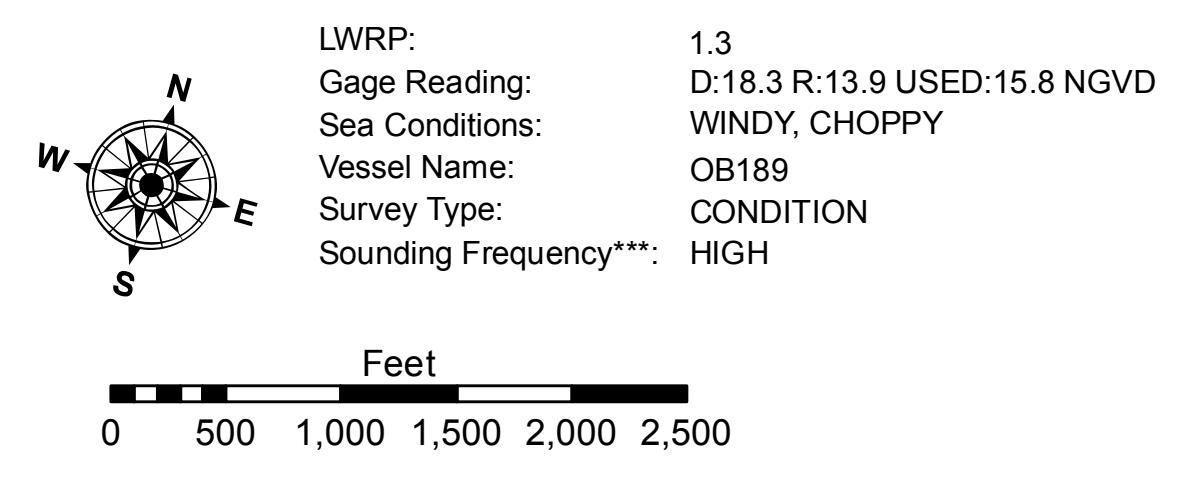 LWRP: 1.3
Gage Reading: D:18.3 R:13.9 USED:15.8 NGVD
Sea Conditions: WINDY, CHOPPY
Vessel Name: OB189
Survey Type: CONDITION
Sounding Frequency***: HIGH
N
W
E
S
Feet
0 500 1,000 1,500 2,000 2,500